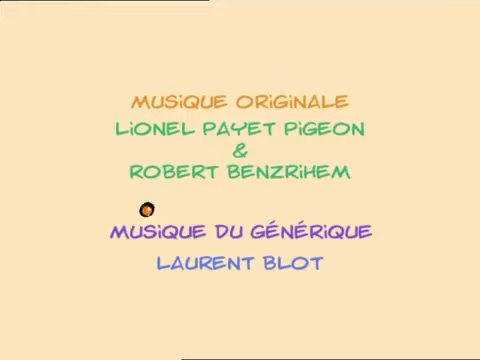 MUSIQUE ORIGINALE
LIONEL PAYET PIGEON
&
ROBERT BENZRIHEM
MUSIQUE DU GÉNÉRIQUE
LAURENT BLOT